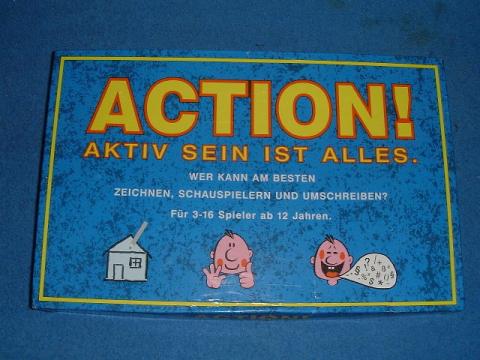 ACTION!
AKTIV SEIN IST ALLES.
WER KANN AM BESTEN
ZEICHNEN, SCHAUSPIELERN UND UMSCHREIBEN?
Für 3-16 Spieler ab 12 Jahren.